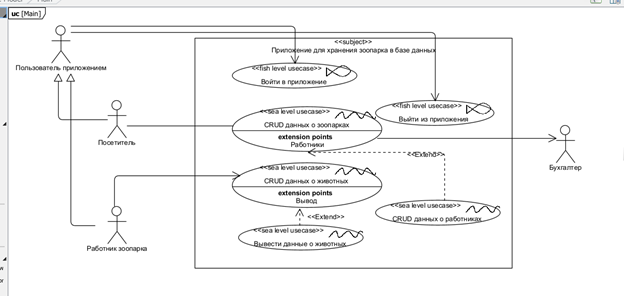 uc [Main]
<<subject>>
Приложение для хранения зоопарка в базе данных
Пользователь приложением
<<fish level usecase>>
Войти в приложение
<<fish level usecase>>
Выйти из приложения
<<sea level usecase>>
CRUD данных о зоопарках
extension points
Работники
Посетитель
<<Extend>>
Бухгалтер
<<sea level usecase>>
CRUD данных о животных
extension points
Вывод
<<Extend>>
<<sea level usecase>>
CRUD данных о работниках
<<sea level usecase>>
Вывести данные о животных
Работник зоопарка